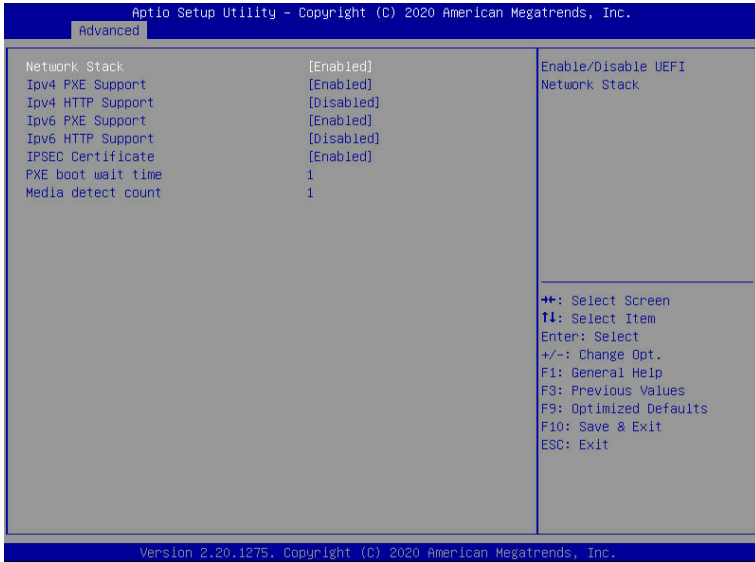 Aptio Setup Utility – Copyright (C) 2020 American Megatrends, Inc.
Advanced
Network Stack [Enabled]
Ipv4 PXE Support [Enabled]
Ipv4 HTTP Support [Disabled]
Ipv6 PXE Support [Enabled]
Ipv6 HTTP Support [Disabled]
IPSEC Certificate [Enabled]
PXE boot wait time 1
Media detect count 1
Enable/Disable UEFI
Network Stack
→←: Select Screen
↑↓: Select Item
Enter: Select
+/-: Change Opt.
F1: General Help
F3: Previous Values
F9: Optimized Defaults
F10: Save & Exit
ESC: Exit
Version 2.20.1275. Copyright (C) 2020 American Megatrends, Inc.